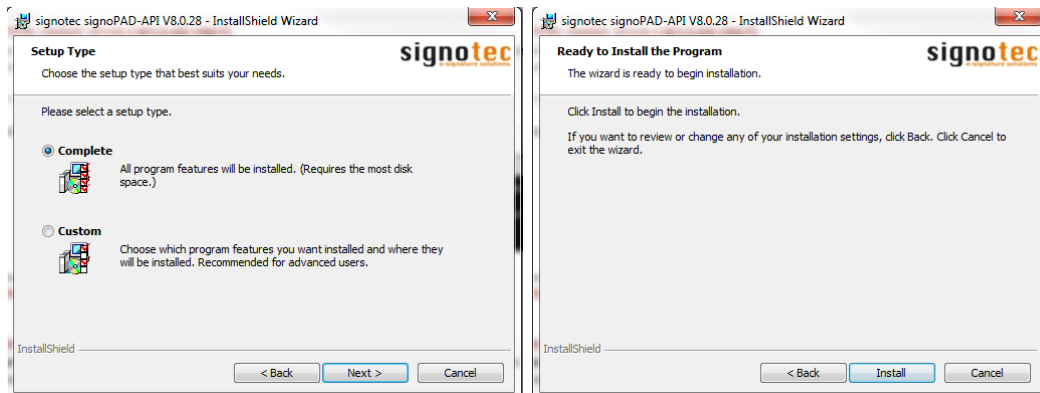 signotec signoPAD-API V8.0.28 - InstallShield Wizard
Setup Type
Choose the setup type that best suits your needs.
signotec
e-signature solutions
Please select a setup type.
Complete
All program features will be installed. (Requires the most disk
space.)
Custom
Choose which program features you want installed and where they
will be installed. Recommended for advanced users.
InstallShield
< Back
Next >
Cancel
signotec signoPAD-API V8.0.28 - InstallShield Wizard
Ready to Install the Program
The wizard is ready to begin installation.
signotec
e-signature solutions
Click Install to begin the installation.
If you want to review or change any of your installation settings, click Back. Click Cancel to
exit the wizard.
InstallShield
< Back
Install
Cancel